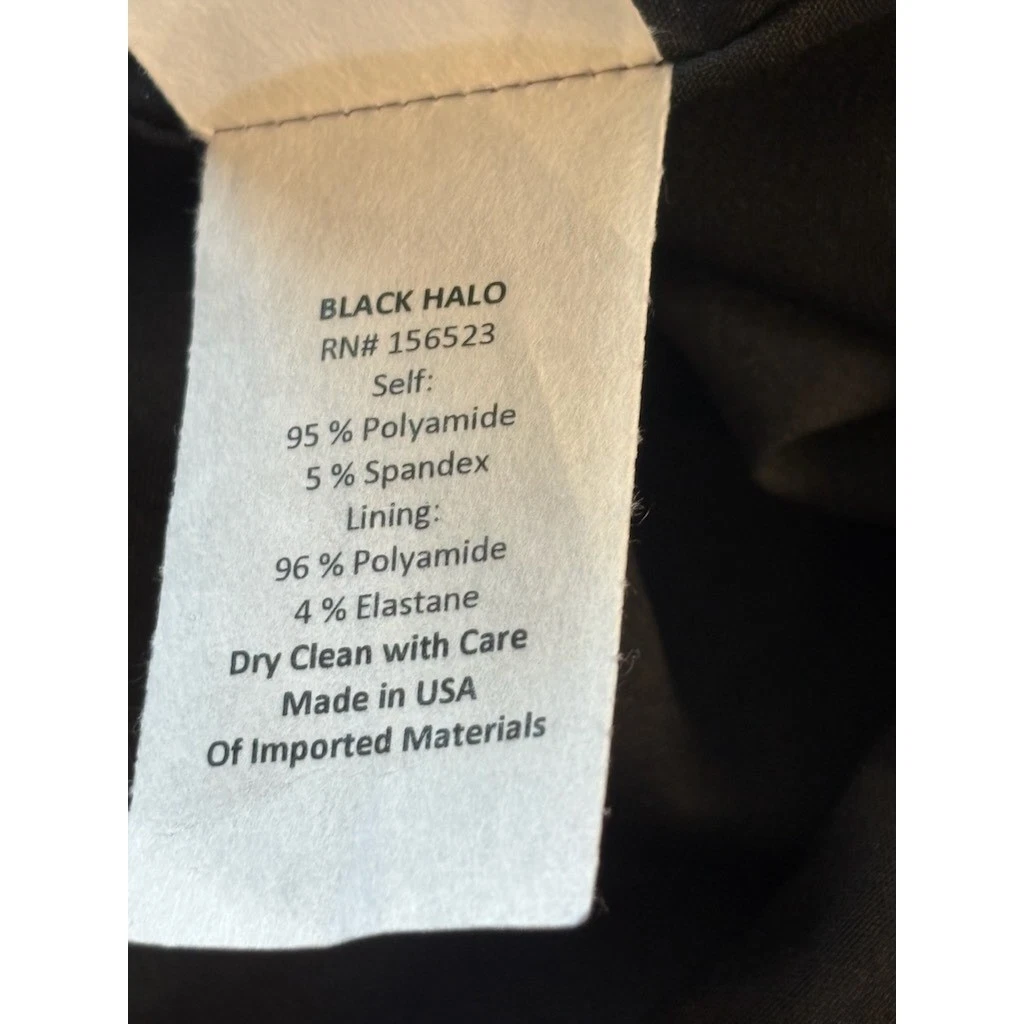 BLACK HALO
RN# 156523
Self:
95 % Polyamide
5 % Spandex
Lining:
96 % Polyamide
4 % Elastane
Dry Clean with Care
Made in USA
Of Imported Materials